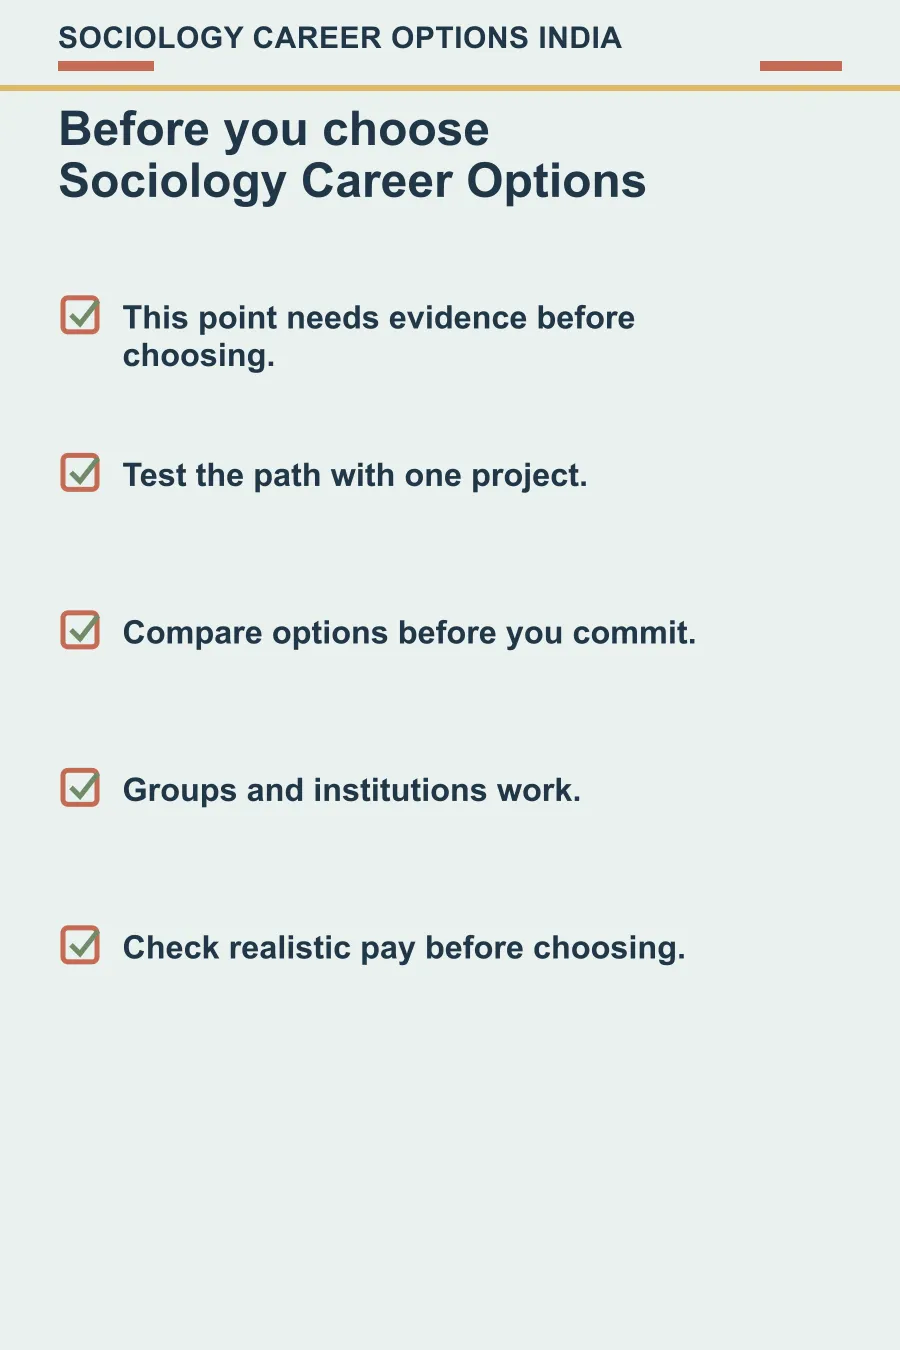 SOCIOLOGY CAREER OPTIONS INDIA
Before you choose
Sociology Career Options
This point needs evidence before
choosing.
Test the path with one project.
Compare options before you commit.
Groups and institutions work.
Check realistic pay before choosing.